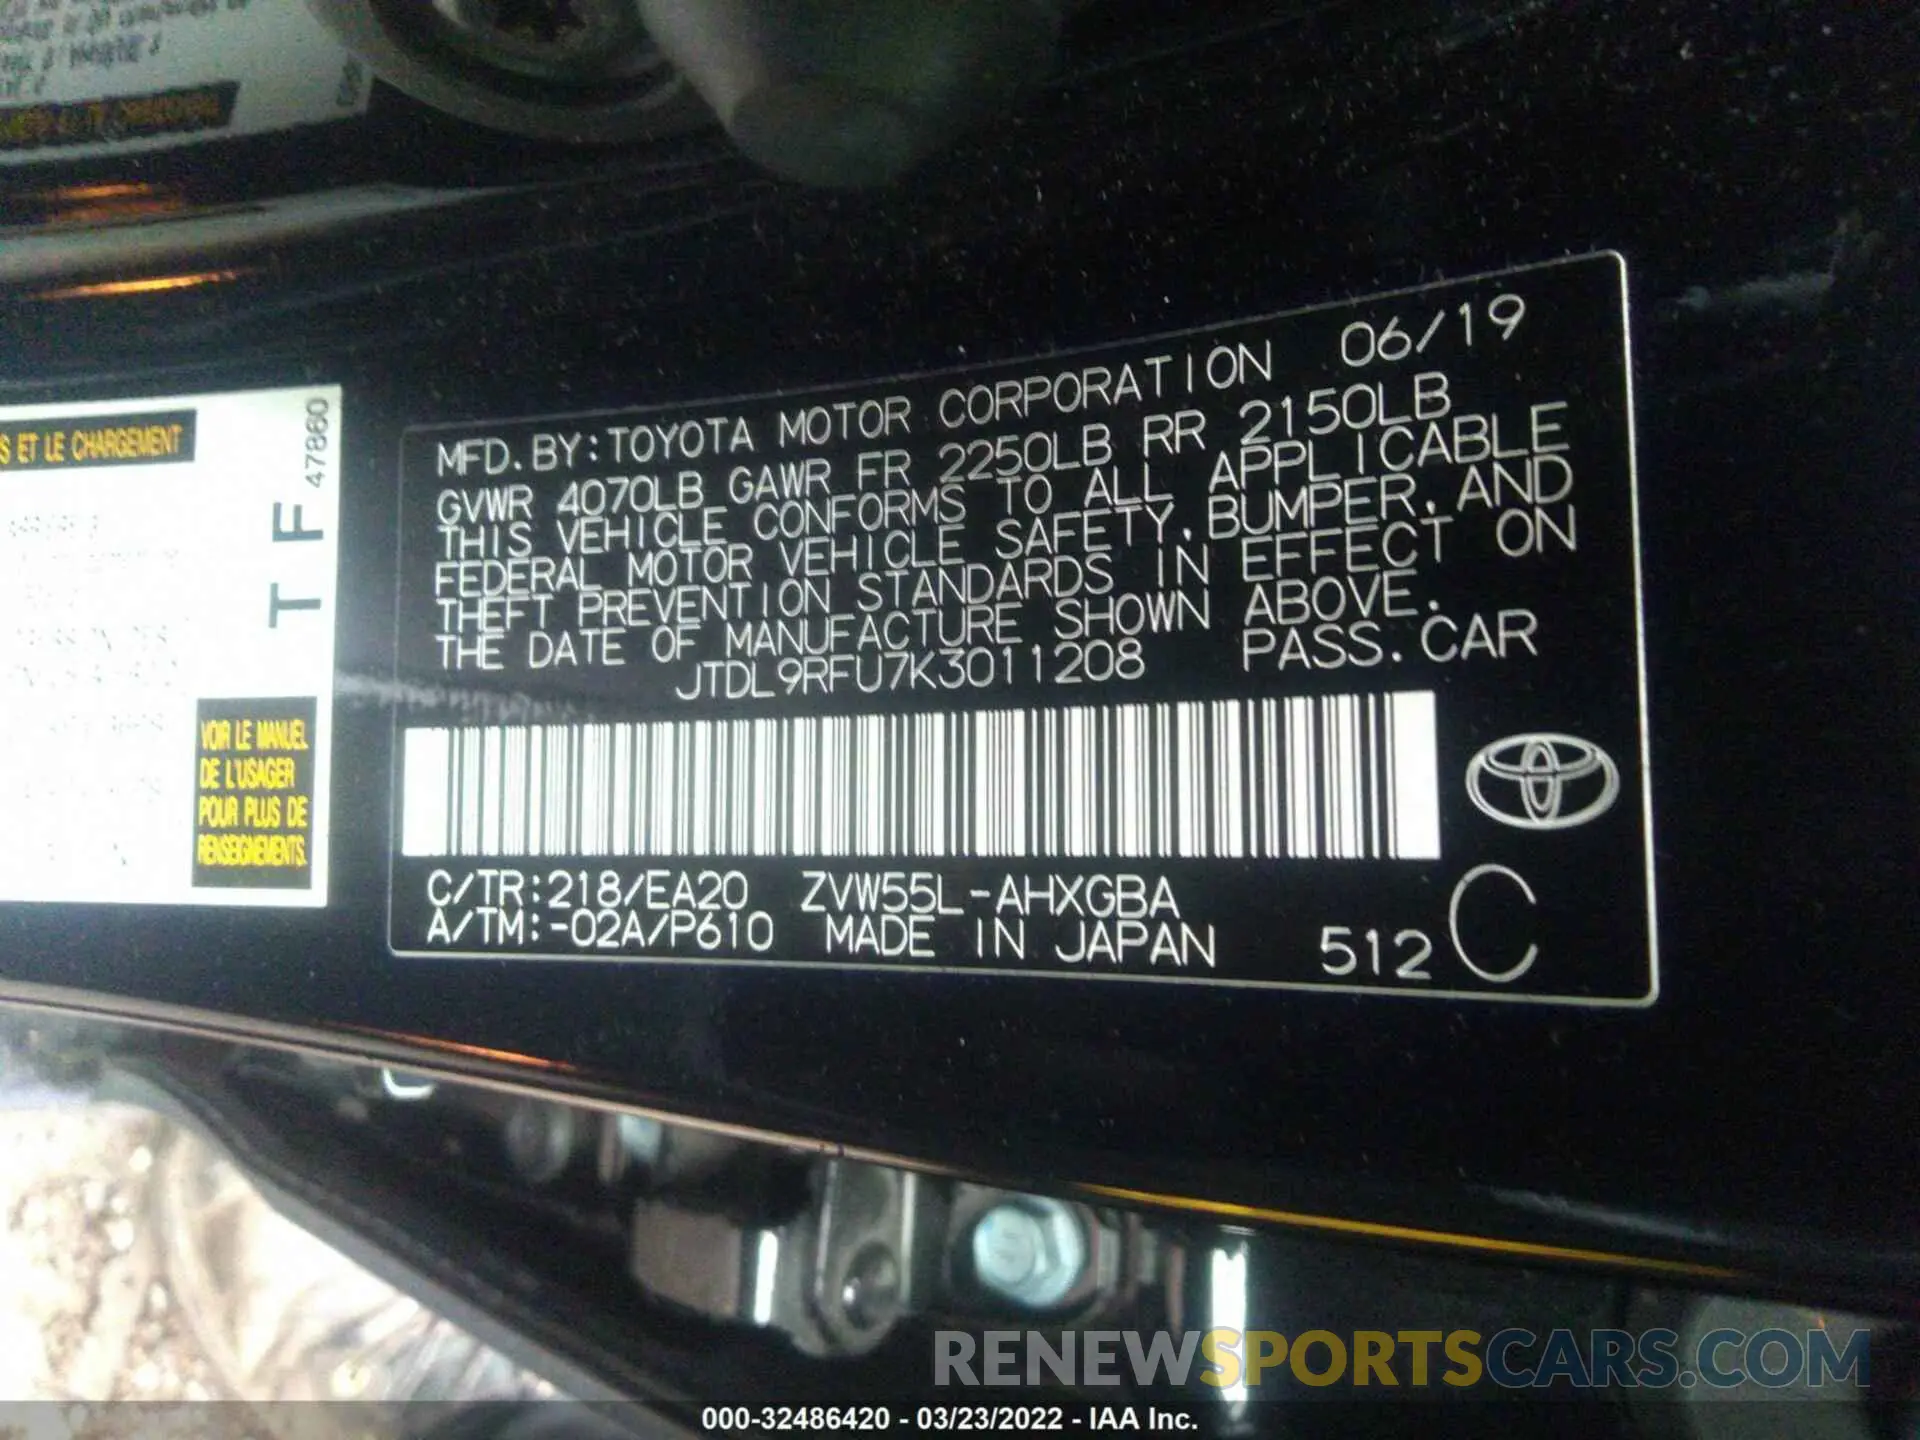 S ET LE CHARGEMENT
47860
T F
VOIR LE MANUEL
DE L'USAGER
POUR PLUS DE
RENSEIGNEMENTS.
MFD. BY: TOYOTA MOTOR CORPORATION 06/19
GVWR 4070LB GAWR FR 2250LB RR 2150LB
THIS VEHICLE CONFORMS TO ALL APPLICABLE
FEDERAL MOTOR VEHICLE SAFETY, BUMPER, AND
THEFT PREVENTION STANDARDS IN EFFECT ON
THE DATE OF MANUFACTURE SHOWN ABOVE.
JTDL9RFU7K3011208 PASS. CAR
C/TR:218/EA20 ZVW55L-AHXGBA
A/TM:-02A/P610 MADE IN JAPAN 512 C
RENEWSPORTSCARS.COM
000-32486420 - 03/23/2022 - IAA Inc.